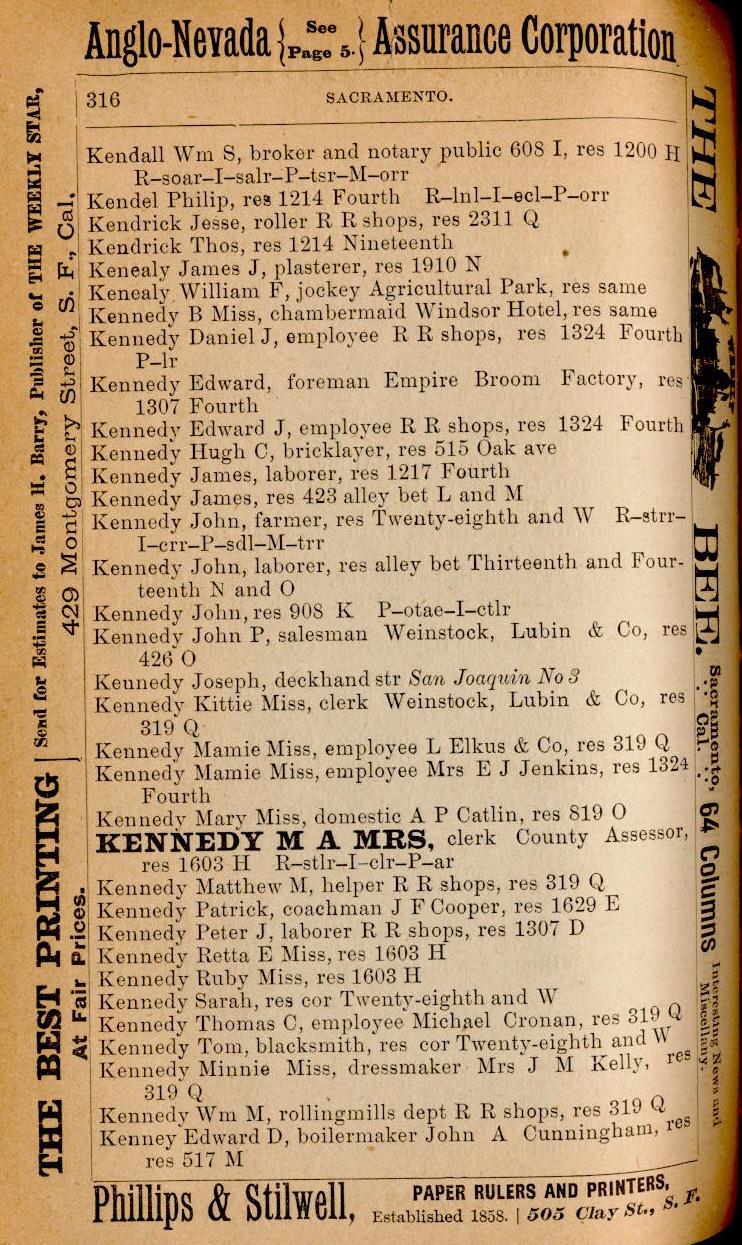 Anglo-Nevada { See Page 5. } Assurance Corporation
316 SACRAMENTO.
Kendall Wm S, broker and notary public 608 I, res 1200 H
R–soar–I–salr–P–tsr–M–orr
Kendel Philip, res 1214 Fourth R–lnl–I–ecl–P–orr
Kendrick Jesse, roller R R shops, res 2311 Q
Kendrick Thos, res 1214 Nineteenth
Kenealy James J, plasterer, res 1910 N
Kenealy William F, jockey Agricultural Park, res same
Kennedy B Miss, chambermaid Windsor Hotel, res same
Kennedy Daniel J, employee R R shops, res 1324 Fourth
P–lr
Kennedy Edward, foreman Empire Broom Factory, res
1307 Fourth
Kennedy Edward J, employee R R shops, res 1324 Fourth
Kennedy Hugh C, bricklayer, res 515 Oak ave
Kennedy James, laborer, res 1217 Fourth
Kennedy James, res 423 alley bet L and M
Kennedy John, farmer, res Twenty-eighth and W R–strr–
I–crr–P–sdl–M–trr
Kennedy John, laborer, res alley bet Thirteenth and Four-
teenth N and O
Kennedy John, res 908 K P–otae–I–ctlr
Kennedy John P, salesman Weinstock, Lubin & Co, res
426 O
Keunedy Joseph, deckhand str San Joaquin No 3
Kennedy Kittie Miss, clerk Weinstock, Lubin & Co, res
319 Q
Kennedy Mamie Miss, employee L Elkus & Co, res 319 Q
Kennedy Mamie Miss, employee Mrs E J Jenkins, res 1324
Fourth
Kennedy Mary Miss, domestic A P Catlin, res 819 O
KENNEDY M A MRS, clerk County Assessor,
res 1603 H R–stlr–I–clr–P–ar
Kennedy Matthew M, helper R R shops, res 319 Q
Kennedy Patrick, coachman J F Cooper, res 1629 E
Kennedy Peter J, laborer R R shops, res 1307 D
Kennedy Retta E Miss, res 1603 H
Kennedy Ruby Miss, res 1603 H
Kennedy Sarah, res cor Twenty-eighth and W
Kennedy Thomas C, employee Michael Cronan, res 319 Q
Kennedy Tom, blacksmith, res cor Twenty-eighth and W
Kennedy Minnie Miss, dressmaker Mrs J M Kelly, res
319 Q
Kennedy Wm M, rollingmills dept R R shops, res 319 Q
Kenney Edward D, boilermaker John A Cunningham, res
res 517 M
Phillips & Stilwell, PAPER RULERS AND PRINTERS,
Established 1858. | 505 Clay St., S. F.
THE BEST PRINTING | Send for Estimates to James H. Barry, Publisher of THE WEEKLY STAR,
At Fair Prices. 429 Montgomery Street, S. F., Cal.
THE BEE. Sacramento, Cal. 64 Columns Interesting News and Miscellany.